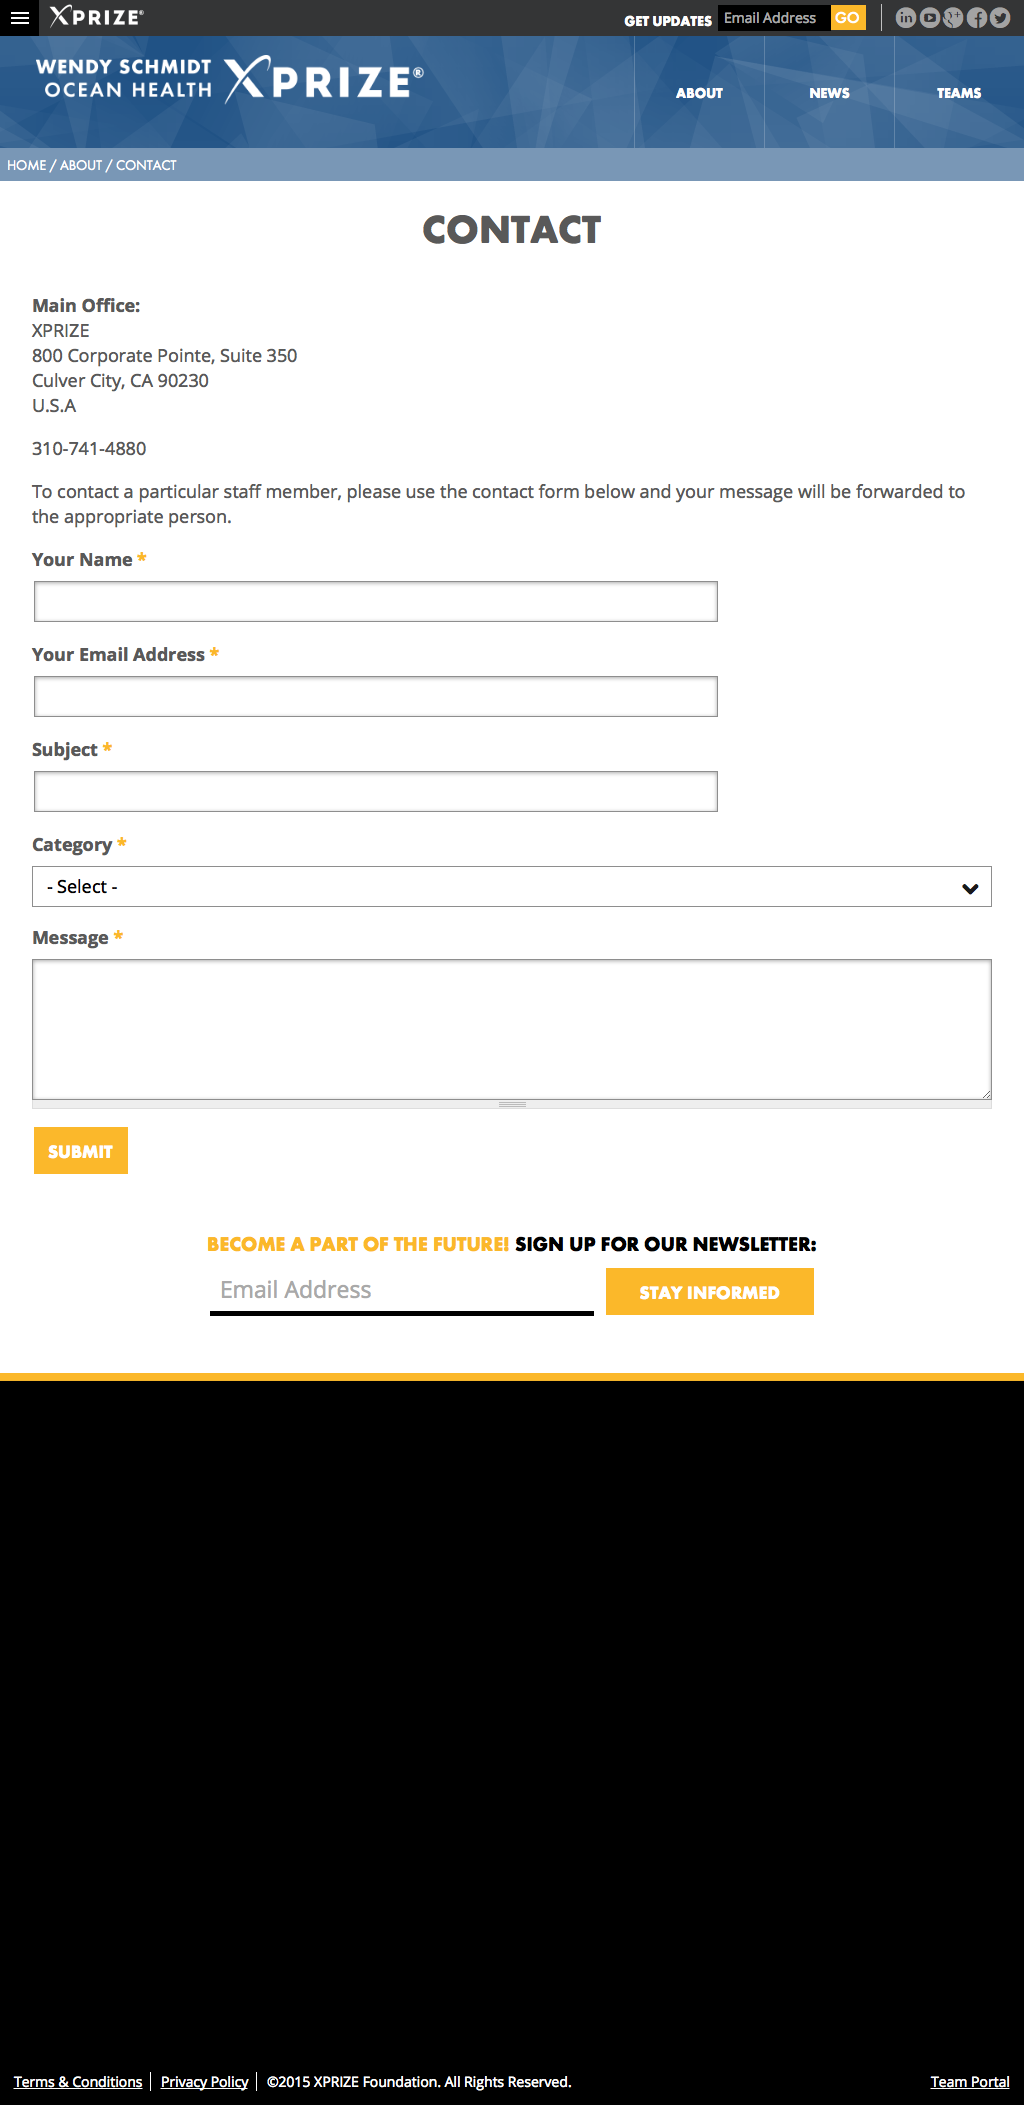 XPRIZE®
GET UPDATES Email Address GO
WENDY SCHMIDT
OCEAN HEALTH XPRIZE®
ABOUT NEWS TEAMS
HOME / ABOUT / CONTACT
CONTACT
Main Office:
XPRIZE
800 Corporate Pointe, Suite 350
Culver City, CA 90230
U.S.A
310-741-4880
To contact a particular staff member, please use the contact form below and your message will be forwarded to
the appropriate person.
Your Name *
Your Email Address *
Subject *
Category *
- Select -
Message *
SUBMIT
BECOME A PART OF THE FUTURE! SIGN UP FOR OUR NEWSLETTER:
Email Address STAY INFORMED
Terms & Conditions Privacy Policy ©2015 XPRIZE Foundation. All Rights Reserved. Team Portal